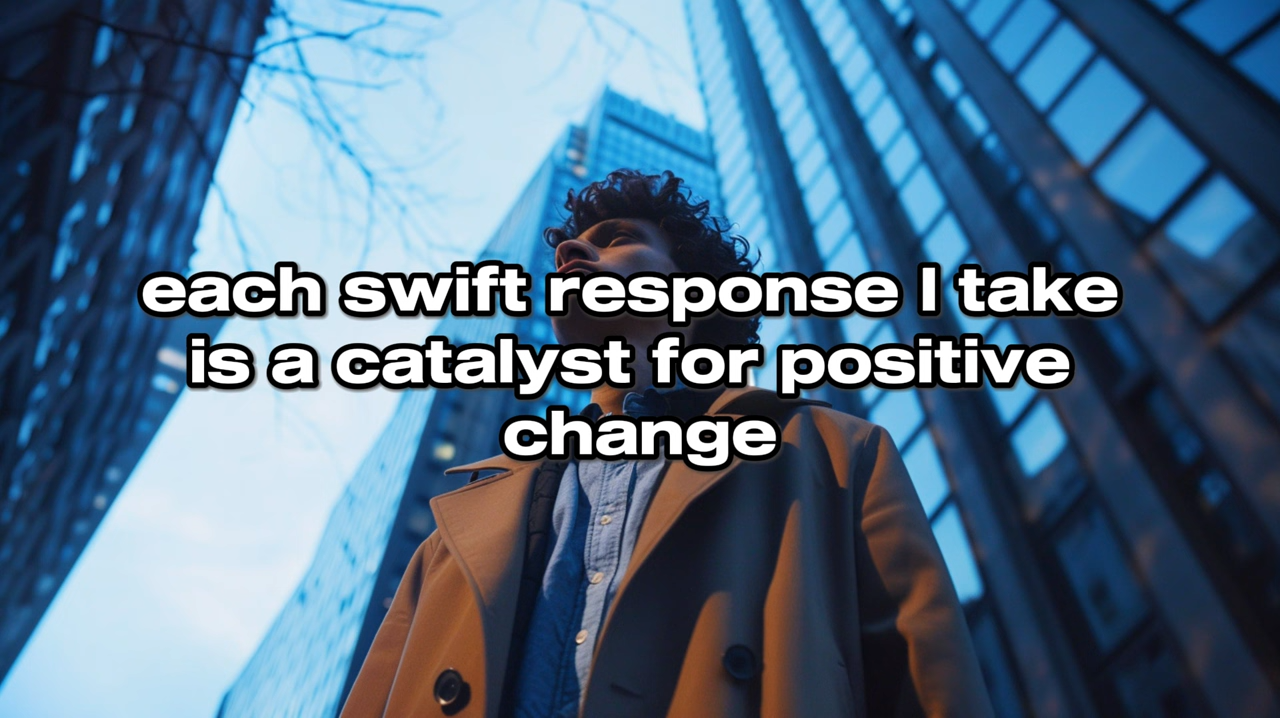 each swift response I take
is a catalyst for positive
change